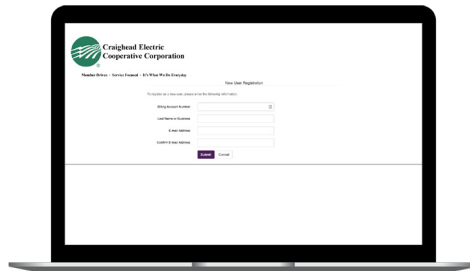 Craighead Electric
Cooperative Corporation
Member Driven - Service Focused - It's What We Do Everyday
New User Registration
To register as a new user, please enter the following information.
Billing Account Number
Last Name or Business
E-mail Address
Confirm E-mail Address
Submit Cancel